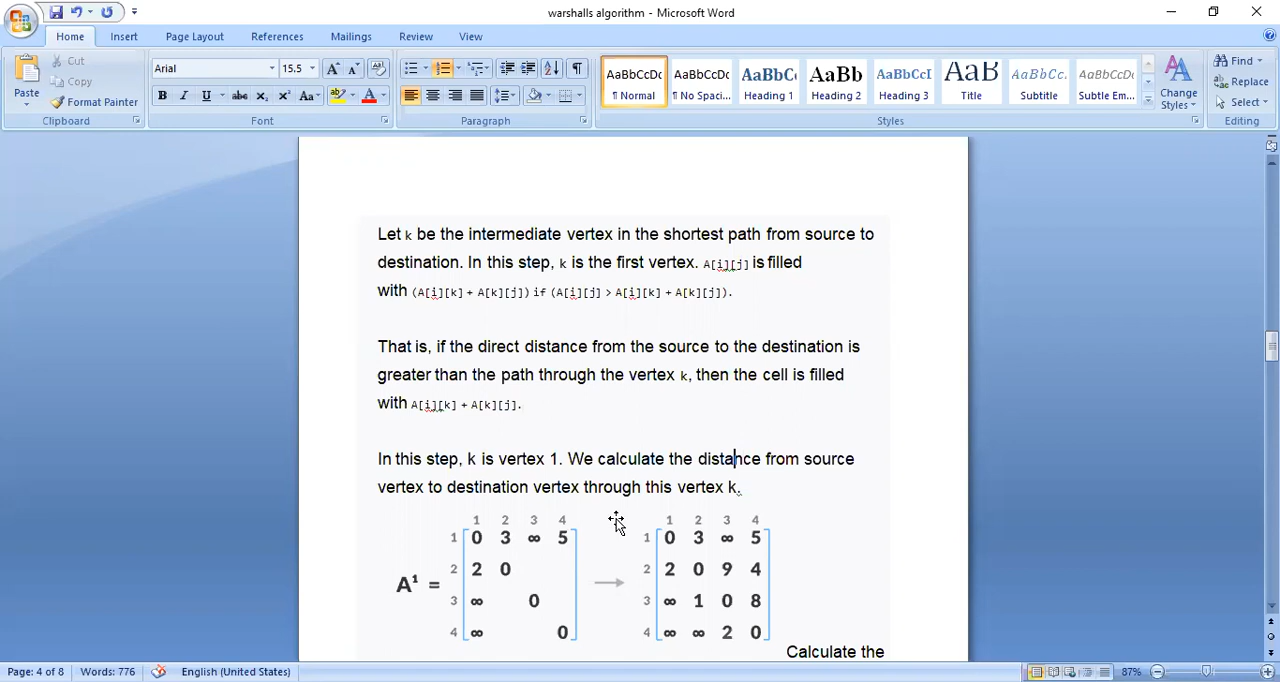 warshalls algorithm - Microsoft Word
Home Insert Page Layout References Mailings Review View
Paste
Cut
Copy
Format Painter
Clipboard
Arial 15.5
B I U abc x₂ x² Aa
Font
Paragraph
AaBbCcDc AaBbCcDc AaBbC AaBb AaBbCcI AaB AaBbCc. AaBbCcDc
¶ Normal ¶ No Spaci... Heading 1 Heading 2 Heading 3 Title Subtitle Subtle Em...
Change
Styles
Styles
Find
Replace
Select
Editing
Let k be the intermediate vertex in the shortest path from source to
destination. In this step, k is the first vertex. A[i][j] is filled
with (A[i][k] + A[k][j]) if (A[i][j] > A[i][k] + A[k][j]).
That is, if the direct distance from the source to the destination is
greater than the path through the vertex k, then the cell is filled
with A[i][k] + A[k][j].
In this step, k is vertex 1. We calculate the distance from source
vertex to destination vertex through this vertex k.
1 2 3 4 1 2 3 4
1 0 3 ∞ 5 1 0 3 ∞ 5
2 2 0 2 2 0 9 4
A¹ = →
3 ∞ 0 3 ∞ 1 0 8
4 ∞ 0 4 ∞ ∞ 2 0
Calculate the
Page: 4 of 8 Words: 776 English (United States) 87%